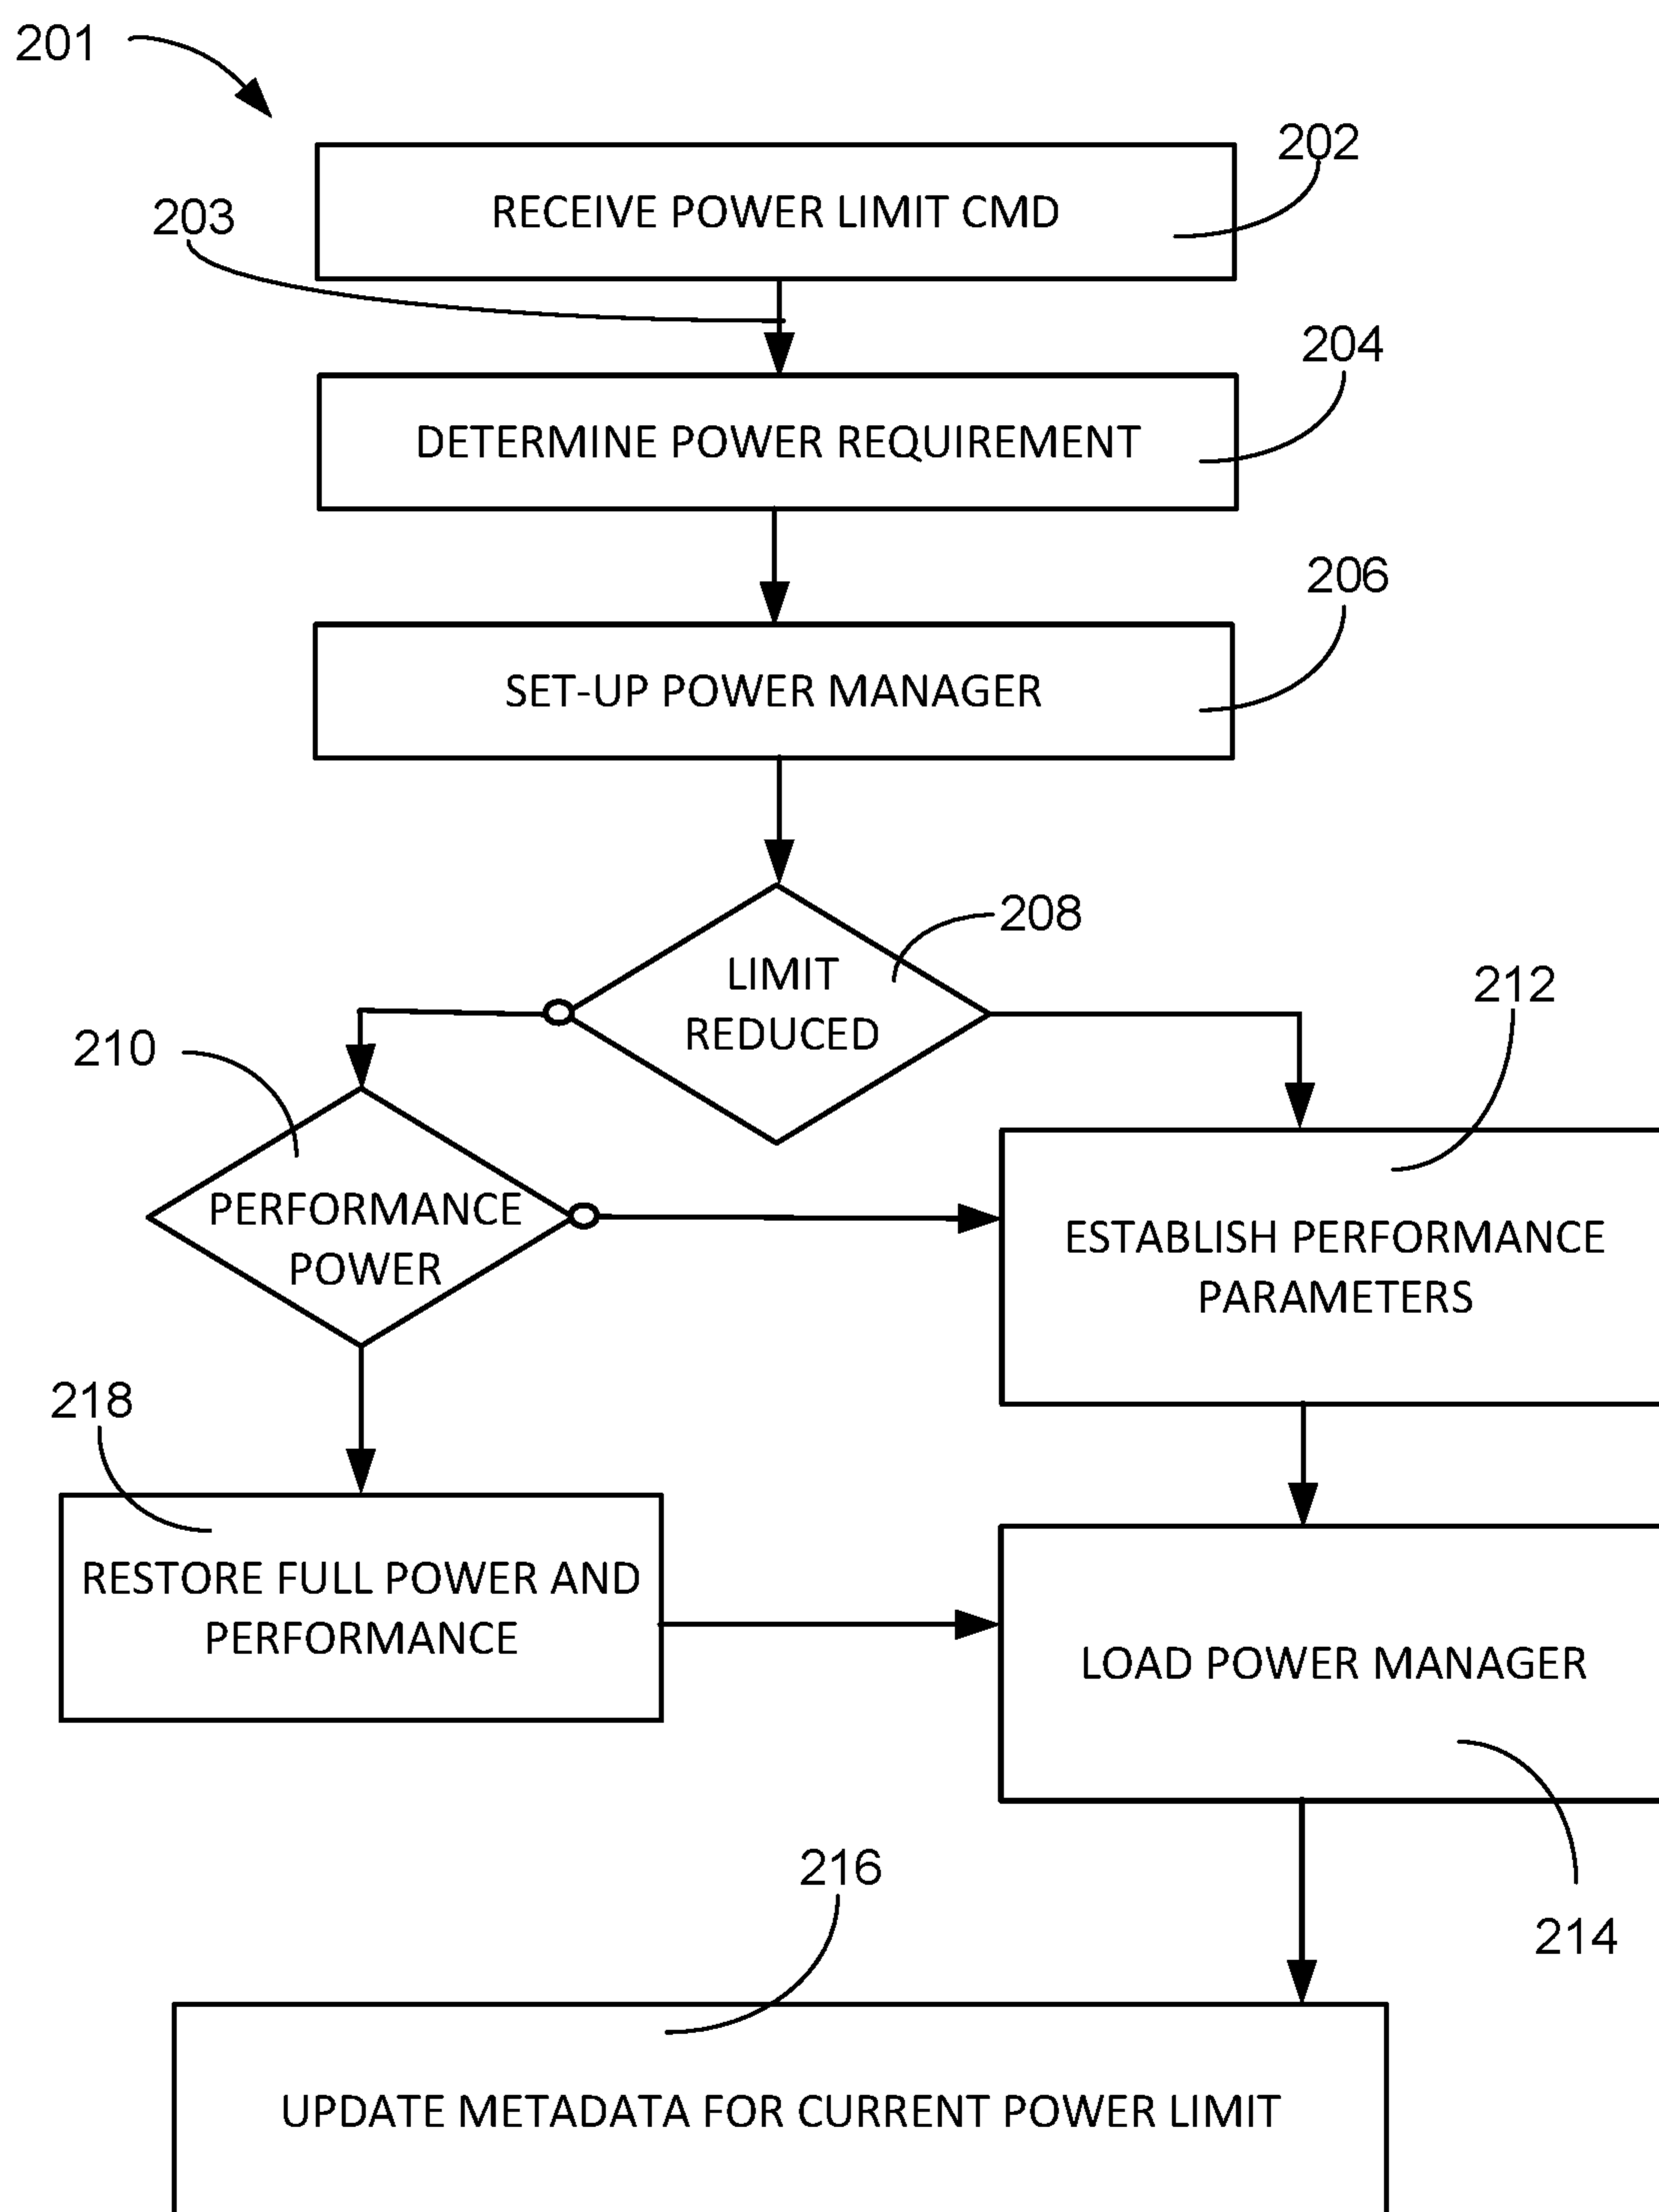 201
202
RECEIVE POWER LIMIT CMD
203
204
DETERMINE POWER REQUIREMENT
206
SET-UP POWER MANAGER
208
LIMIT
REDUCED
212
210
PERFORMANCE
POWER
ESTABLISH PERFORMANCE
PARAMETERS
218
RESTORE FULL POWER AND
PERFORMANCE
LOAD POWER MANAGER
216
214
UPDATE METADATA FOR CURRENT POWER LIMIT